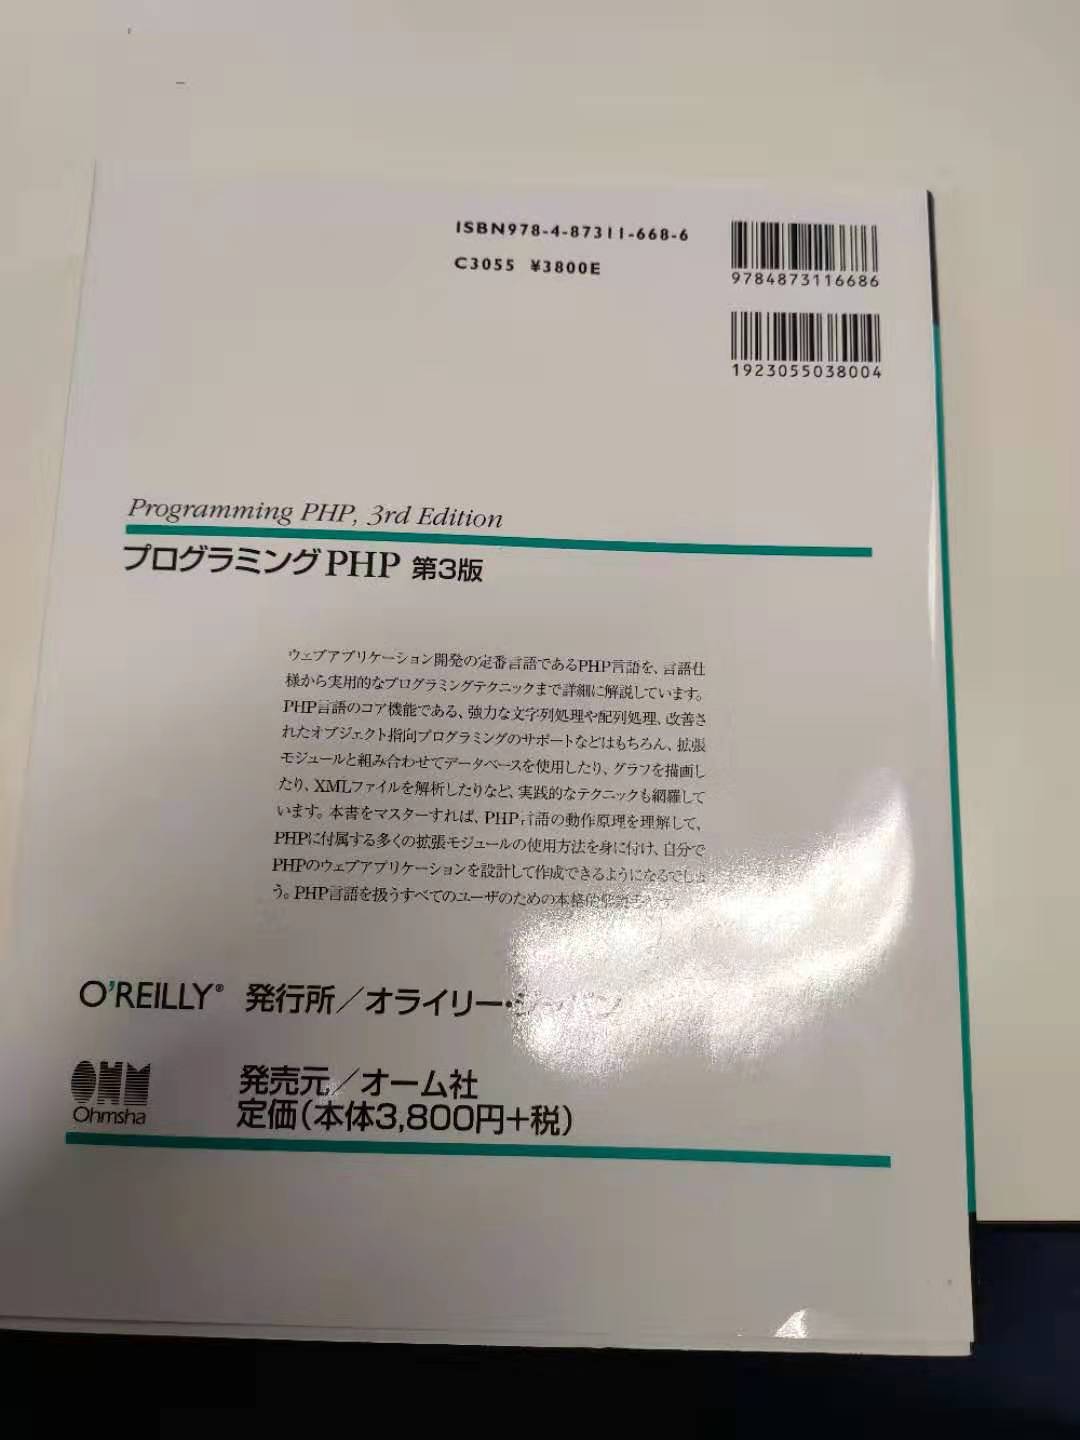 ISBN978-4-87311-668-6
C3055 ¥3800E
9784873116686
1923055038004
Programming PHP, 3rd Edition
プログラミングPHP 第3版
ウェブアプリケーション開発の定番言語であるPHP言語を、言語仕
様から実用的なプログラミングテクニックまで詳細に解説しています。
PHP言語のコア機能である、強力な文字列処理や配列処理、改善さ
れたオブジェクト指向プログラミングのサポートなどはもちろん、拡張
モジュールと組み合わせてデータベースを使用したり、グラフを描画し
たり、XMLファイルを解析したりなど、実践的なテクニックも網羅して
います。本書をマスターすれば、PHP言語の動作原理を理解して、
PHPに付属する多くの拡張モジュールの使用方法を身に付け、自分で
PHPのウェブアプリケーションを設計して作成できるようになるでしょ
う。PHP言語を扱うすべてのユーザのための本格的
O'REILLY® 発行所／オライリー・ジャパン
OHM
Ohmsha
発売元／オーム社
定価(本体3,800円+税)